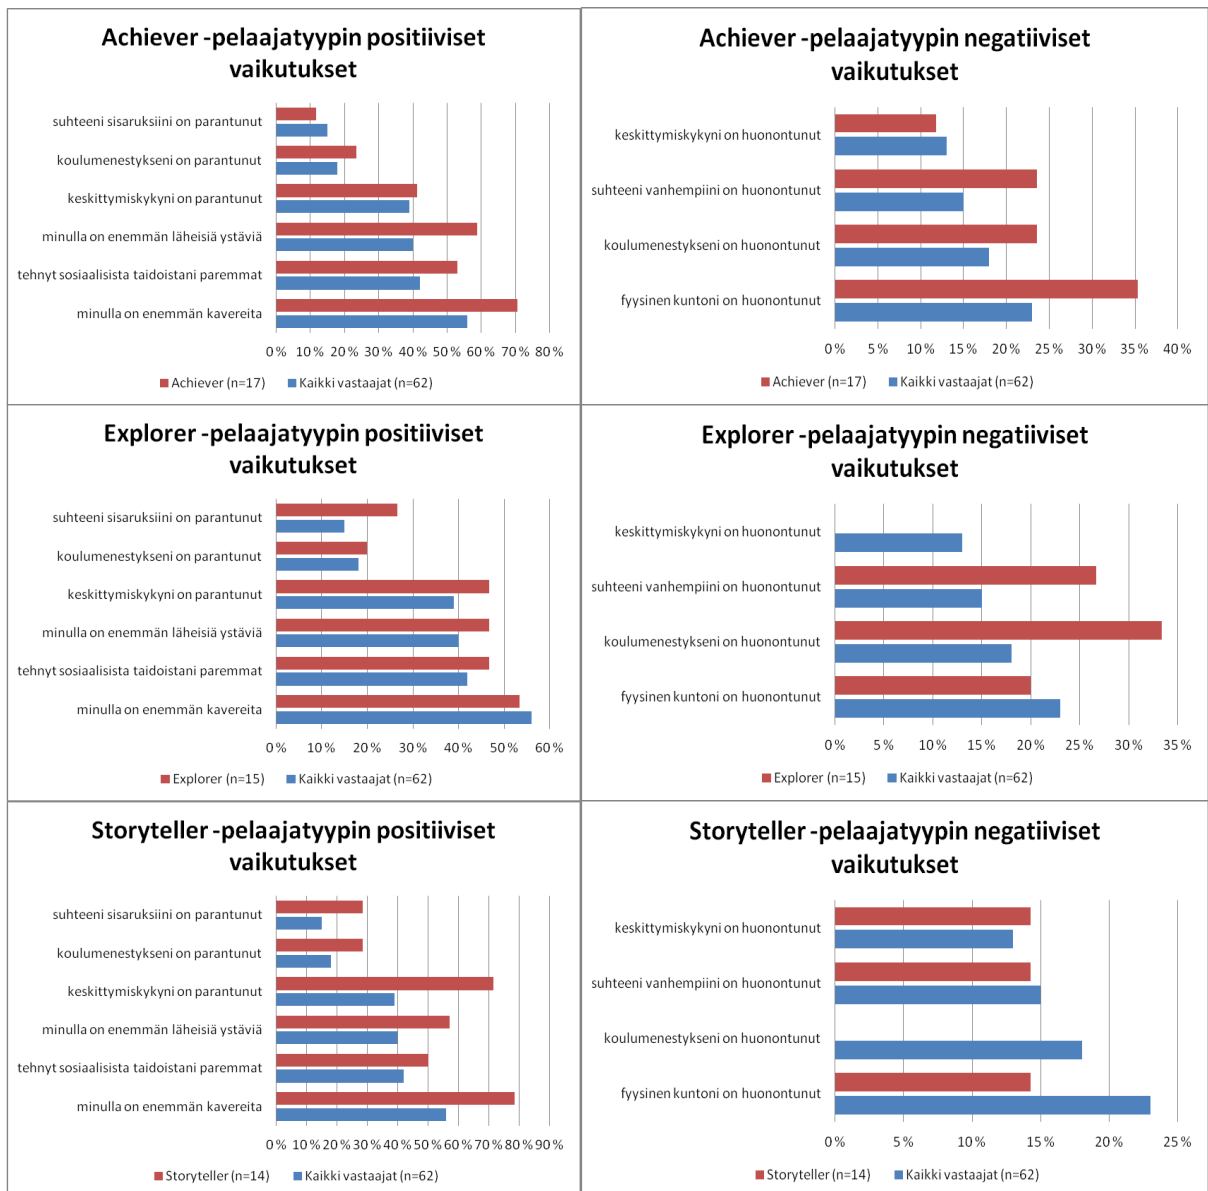 Achiever -pelaajatyypin positiiviset
vaikutukset
suhteeni sisaruksiini on parantunut
koulumenestykseni on parantunut
keskittymiskykyni on parantunut
minulla on enemmän läheisiä ystäviä
tehnyt sosiaalisista taidoistani paremmat
minulla on enemmän kavereita
0 % 10 % 20 % 30 % 40 % 50 % 60 % 70 % 80 %
Achiever (n=17) Kaikki vastaajat (n=62)
Achiever -pelaajatyypin negatiiviset
vaikutukset
keskittymiskykyni on huonontunut
suhteeni vanhempiini on huonontunut
koulumenestykseni on huonontunut
fyysinen kuntoni on huonontunut
0 % 5 % 10 % 15 % 20 % 25 % 30 % 35 % 40 %
Achiever (n=17) Kaikki vastaajat (n=62)
Explorer -pelaajatyypin positiiviset
vaikutukset
suhteeni sisaruksiini on parantunut
koulumenestykseni on parantunut
keskittymiskykyni on parantunut
minulla on enemmän läheisiä ystäviä
tehnyt sosiaalisista taidoistani paremmat
minulla on enemmän kavereita
0 % 10 % 20 % 30 % 40 % 50 % 60 %
Explorer (n=15) Kaikki vastaajat (n=62)
Explorer -pelaajatyypin negatiiviset
vaikutukset
keskittymiskykyni on huonontunut
suhteeni vanhempiini on huonontunut
koulumenestykseni on huonontunut
fyysinen kuntoni on huonontunut
0 % 5 % 10 % 15 % 20 % 25 % 30 % 35 %
Explorer (n=15) Kaikki vastaajat (n=62)
Storyteller -pelaajatyypin positiiviset
vaikutukset
suhteeni sisaruksiini on parantunut
koulumenestykseni on parantunut
keskittymiskykyni on parantunut
minulla on enemmän läheisiä ystäviä
tehnyt sosiaalisista taidoistani paremmat
minulla on enemmän kavereita
0 % 10 % 20 % 30 % 40 % 50 % 60 % 70 % 80 % 90 %
Storyteller (n=14) Kaikki vastaajat (n=62)
Storyteller -pelaajatyypin negatiiviset
vaikutukset
keskittymiskykyni on huonontunut
suhteeni vanhempiini on huonontunut
koulumenestykseni on huonontunut
fyysinen kuntoni on huonontunut
0 % 5 % 10 % 15 % 20 % 25 %
Storyteller (n=14) Kaikki vastaajat (n=62)